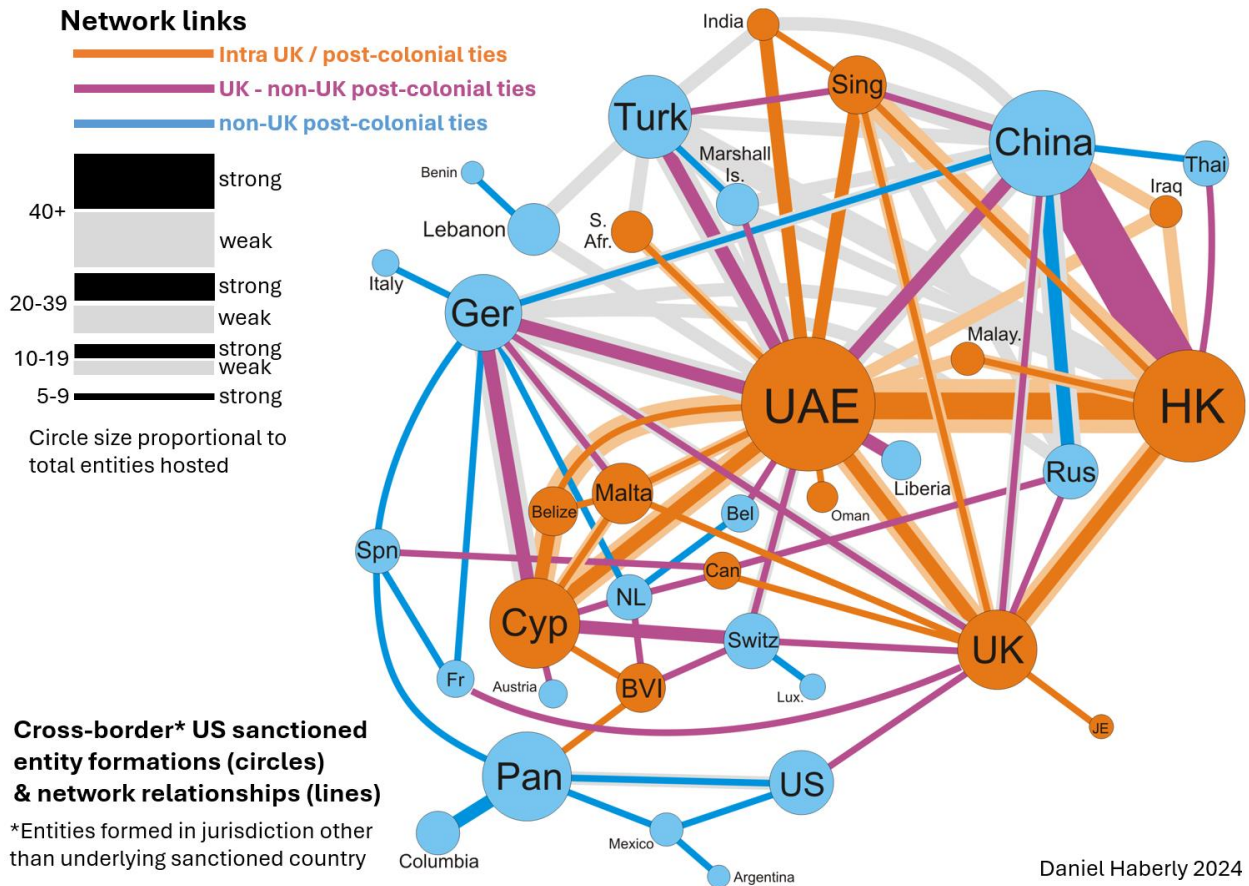 Network links
Intra UK / post-colonial ties
UK - non-UK post-colonial ties
non-UK post-colonial ties
40+
strong
weak
20-39
strong
weak
10-19
strong
weak
5-9
strong
Circle size proportional to
total entities hosted
India
Sing
Turk
China
Marshall
Is.
Thai
Benin
Iraq
Lebanon
S.
Afr.
Italy
Ger
Malay.
UAE
HK
Liberia
Rus
Malta
Belize
Oman
Bel
Spn
Can
NL
Cyp
Switz
UK
Fr
Austria
BVI
Lux.
JE
Pan
US
Columbia
Mexico
Argentina
Cross-border* US sanctioned
entity formations (circles)
& network relationships (lines)
*Entities formed in jurisdiction other
than underlying sanctioned country
Daniel Haberly 2024